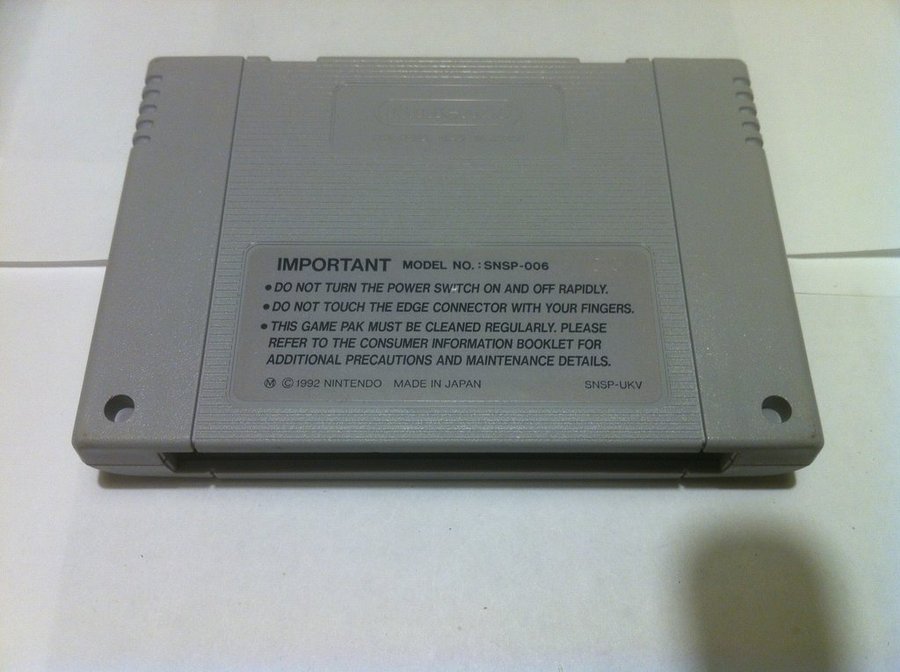 IMPORTANT MODEL NO. : SNSP-006
• DO NOT TURN THE POWER SWITCH ON AND OFF RAPIDLY.
• DO NOT TOUCH THE EDGE CONNECTOR WITH YOUR FINGERS.
• THIS GAME PAK MUST BE CLEANED REGULARLY. PLEASE
REFER TO THE CONSUMER INFORMATION BOOKLET FOR
ADDITIONAL PRECAUTIONS AND MAINTENANCE DETAILS.
Ⓜ ©1992 NINTENDO MADE IN JAPAN SNSP-UKV